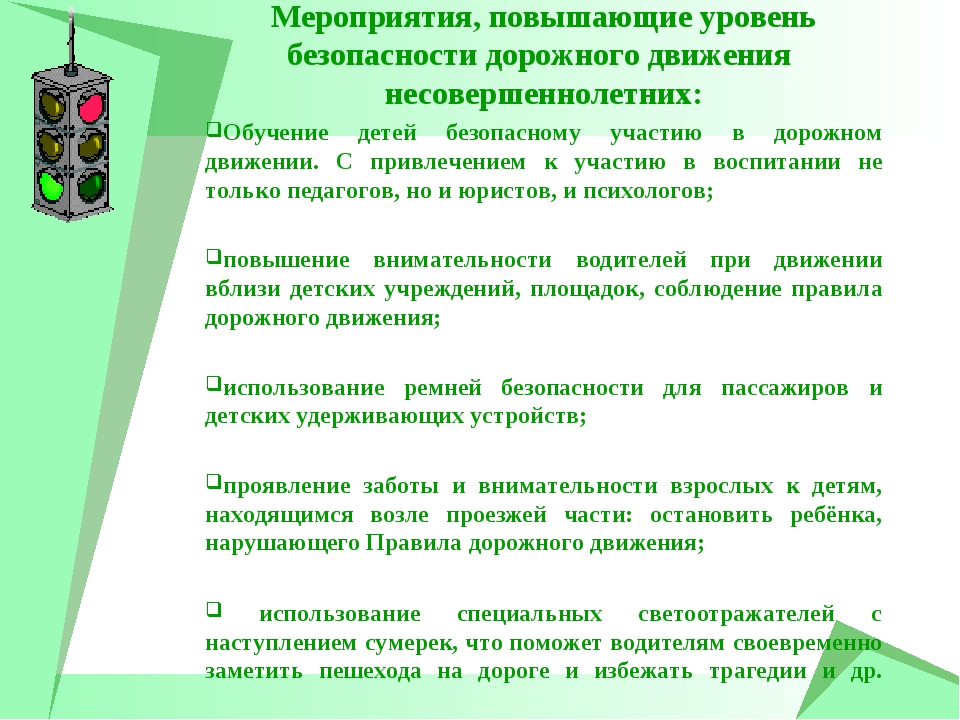 Мероприятия, повышающие уровень
безопасности дорожного движения
несовершеннолетних:
Обучение детей безопасному участию в дорожном
движении. С привлечением к участию в воспитании не
только педагогов, но и юристов, и психологов;
повышение внимательности водителей при движении
вблизи детских учреждений, площадок, соблюдение правила
дорожного движения;
использование ремней безопасности для пассажиров и
детских удерживающих устройств;
проявление заботы и внимательности взрослых к детям,
находящимся возле проезжей части: остановить ребёнка,
нарушающего Правила дорожного движения;
использование специальных светоотражателей с
наступлением сумерек, что поможет водителям своевременно
заметить пешехода на дороге и избежать трагедии и др.